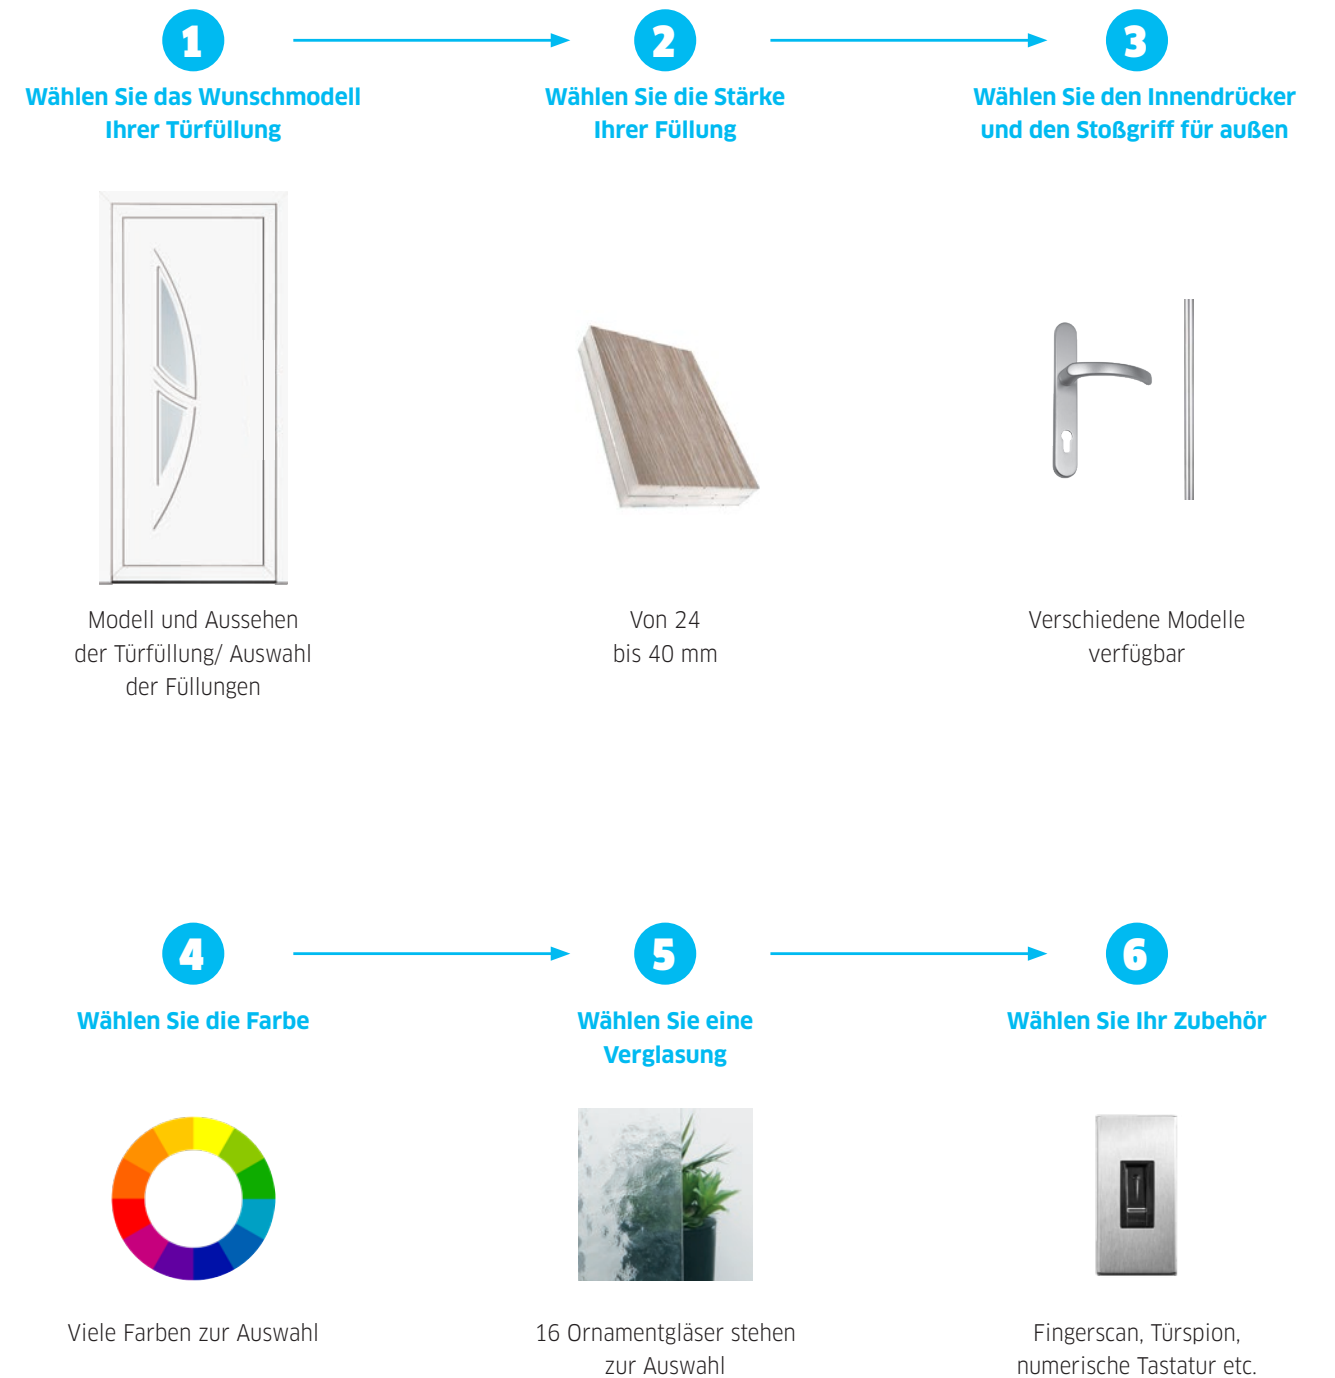 1
Wählen Sie das Wunschmodell
Ihrer Türfüllung
Modell und Aussehen
der Türfüllung/ Auswahl
der Füllungen
2
Wählen Sie die Stärke
Ihrer Füllung
Von 24
bis 40 mm
3
Wählen Sie den Innendrücker
und den Stoßgriff für außen
Verschiedene Modelle
verfügbar
4
Wählen Sie die Farbe
Viele Farben zur Auswahl
5
Wählen Sie eine
Verglasung
16 Ornamentgläser stehen
zur Auswahl
6
Wählen Sie Ihr Zubehör
Fingerscan, Türspion,
numerische Tastatur etc.